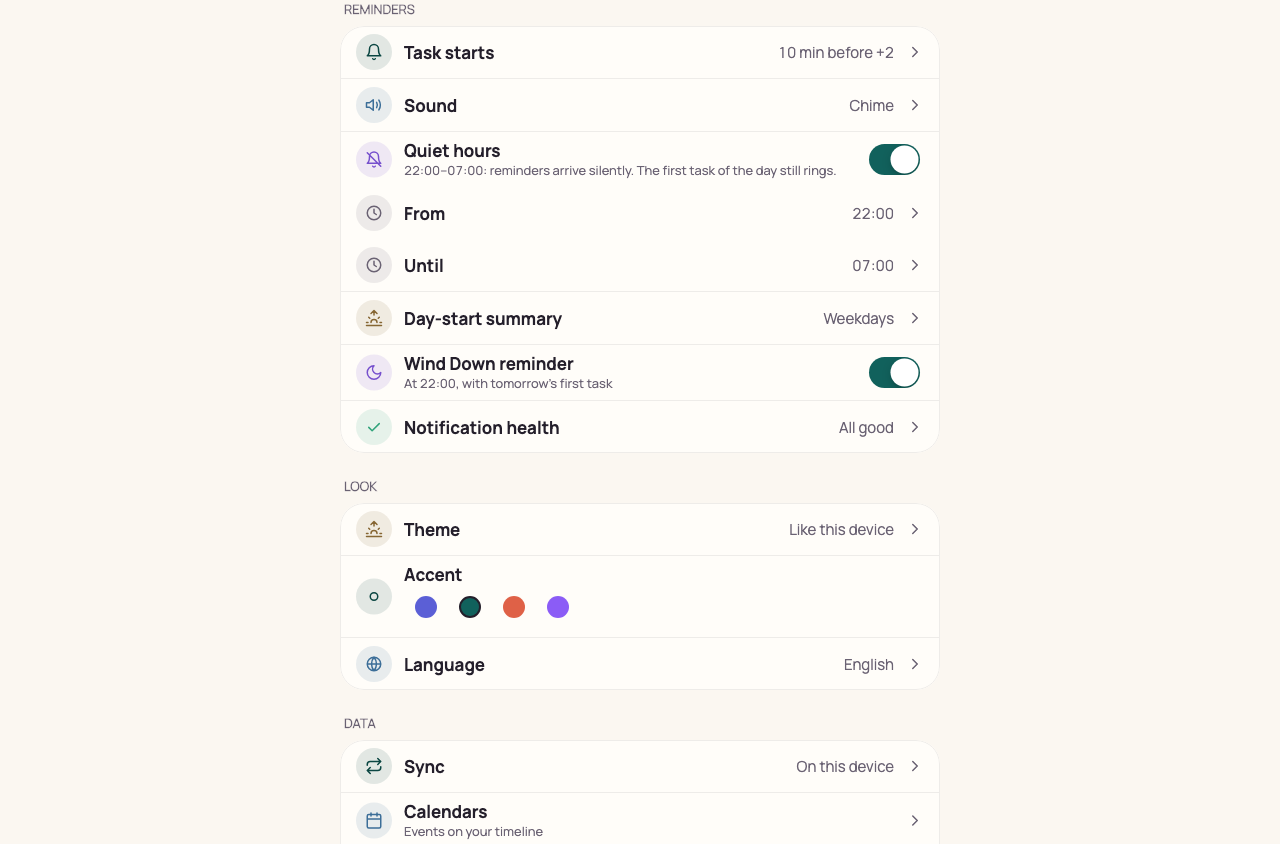 REMINDERS
Task starts
10 min before +2
Sound
Chime
Quiet hours
22:00–07:00: reminders arrive silently. The first task of the day still rings.
From
22:00
Until
07:00
Day-start summary
Weekdays
Wind Down reminder
At 22:00, with tomorrow's first task
Notification health
All good
LOOK
Theme
Like this device
Accent
Language
English
DATA
Sync
On this device
Calendars
Events on your timeline